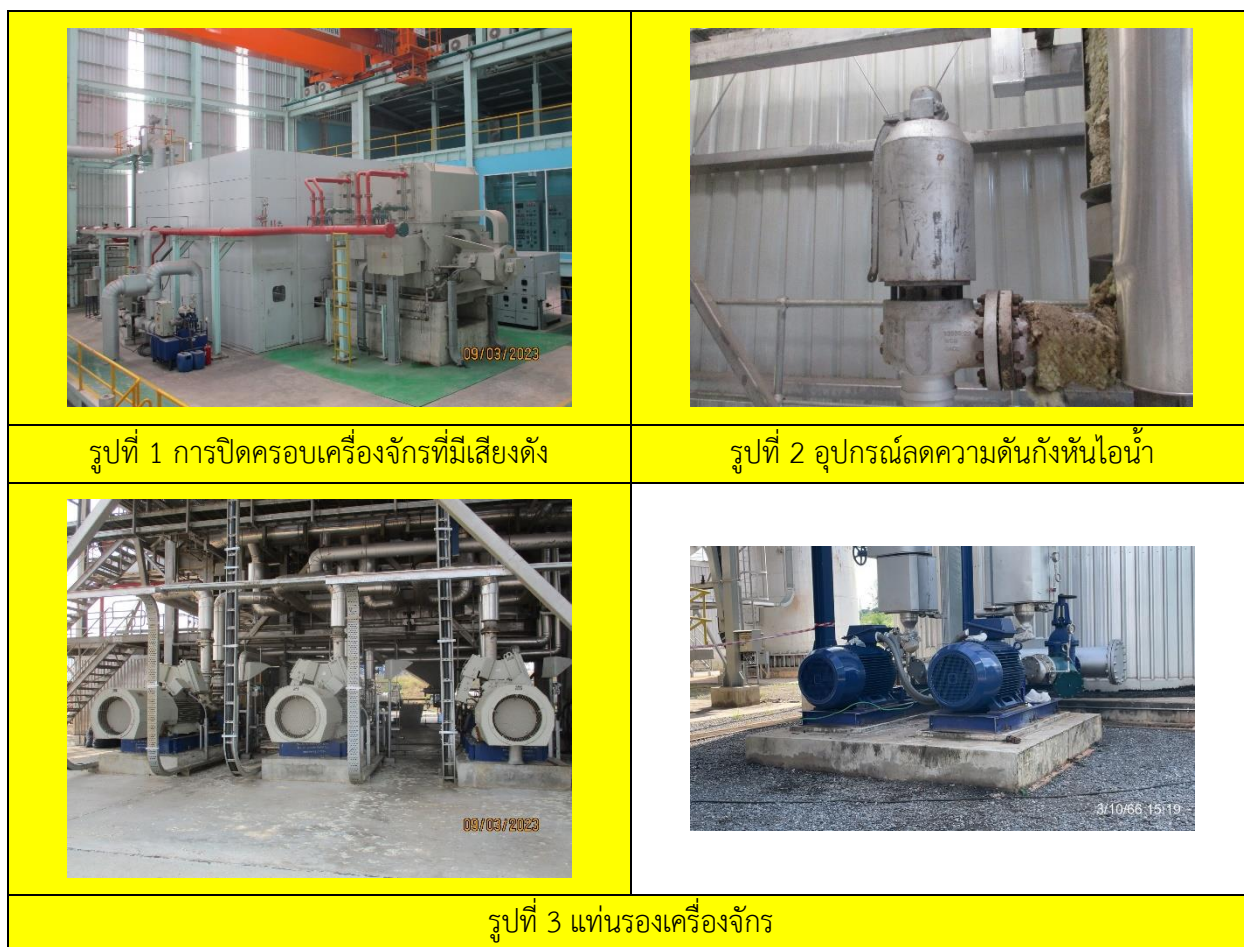 09/03/2023
รูปที่ 1 การปิดครอบเครื่องจักรที่มีเสียงดัง
รูปที่ 2 อุปกรณ์ลดความดันกังหันไอน้ำ
09/03/2023
3/10/66 15:19
รูปที่ 3 แท่นรองเครื่องจักร